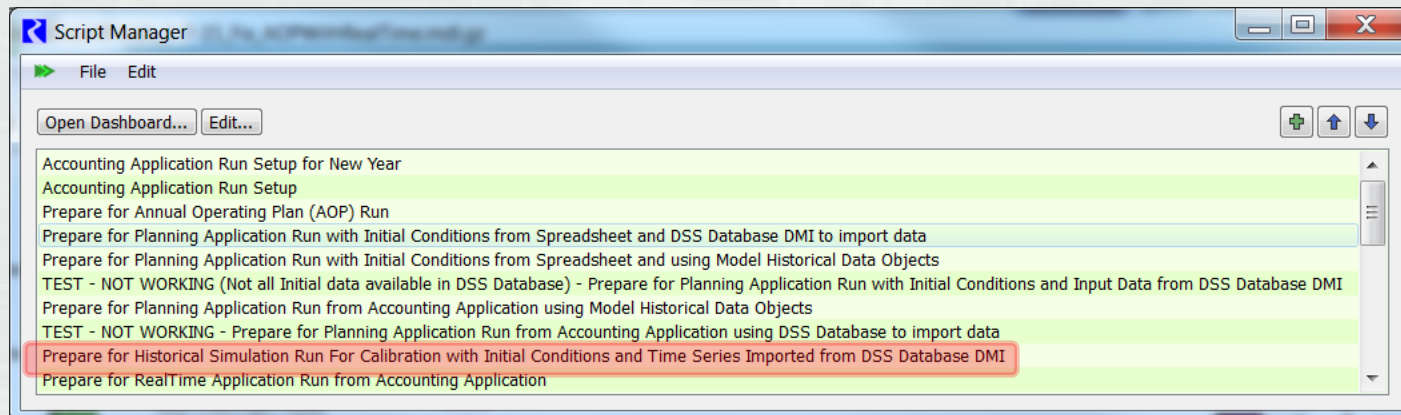 Script Manager
File Edit
Open Dashboard... Edit...
Accounting Application Run Setup for New Year
Accounting Application Run Setup
Prepare for Annual Operating Plan (AOP) Run
Prepare for Planning Application Run with Initial Conditions from Spreadsheet and DSS Database DMI to import data
Prepare for Planning Application Run with Initial Conditions from Spreadsheet and using Model Historical Data Objects
TEST - NOT WORKING (Not all Initial data available in DSS Database) - Prepare for Planning Application Run with Initial Conditions and Input Data from DSS Database DMI
Prepare for Planning Application Run from Accounting Application using Model Historical Data Objects
TEST - NOT WORKING - Prepare for Planning Application Run from Accounting Application using DSS Database to import data
Prepare for Historical Simulation Run For Calibration with Initial Conditions and Time Series Imported from DSS Database DMI
Prepare for RealTime Application Run from Accounting Application